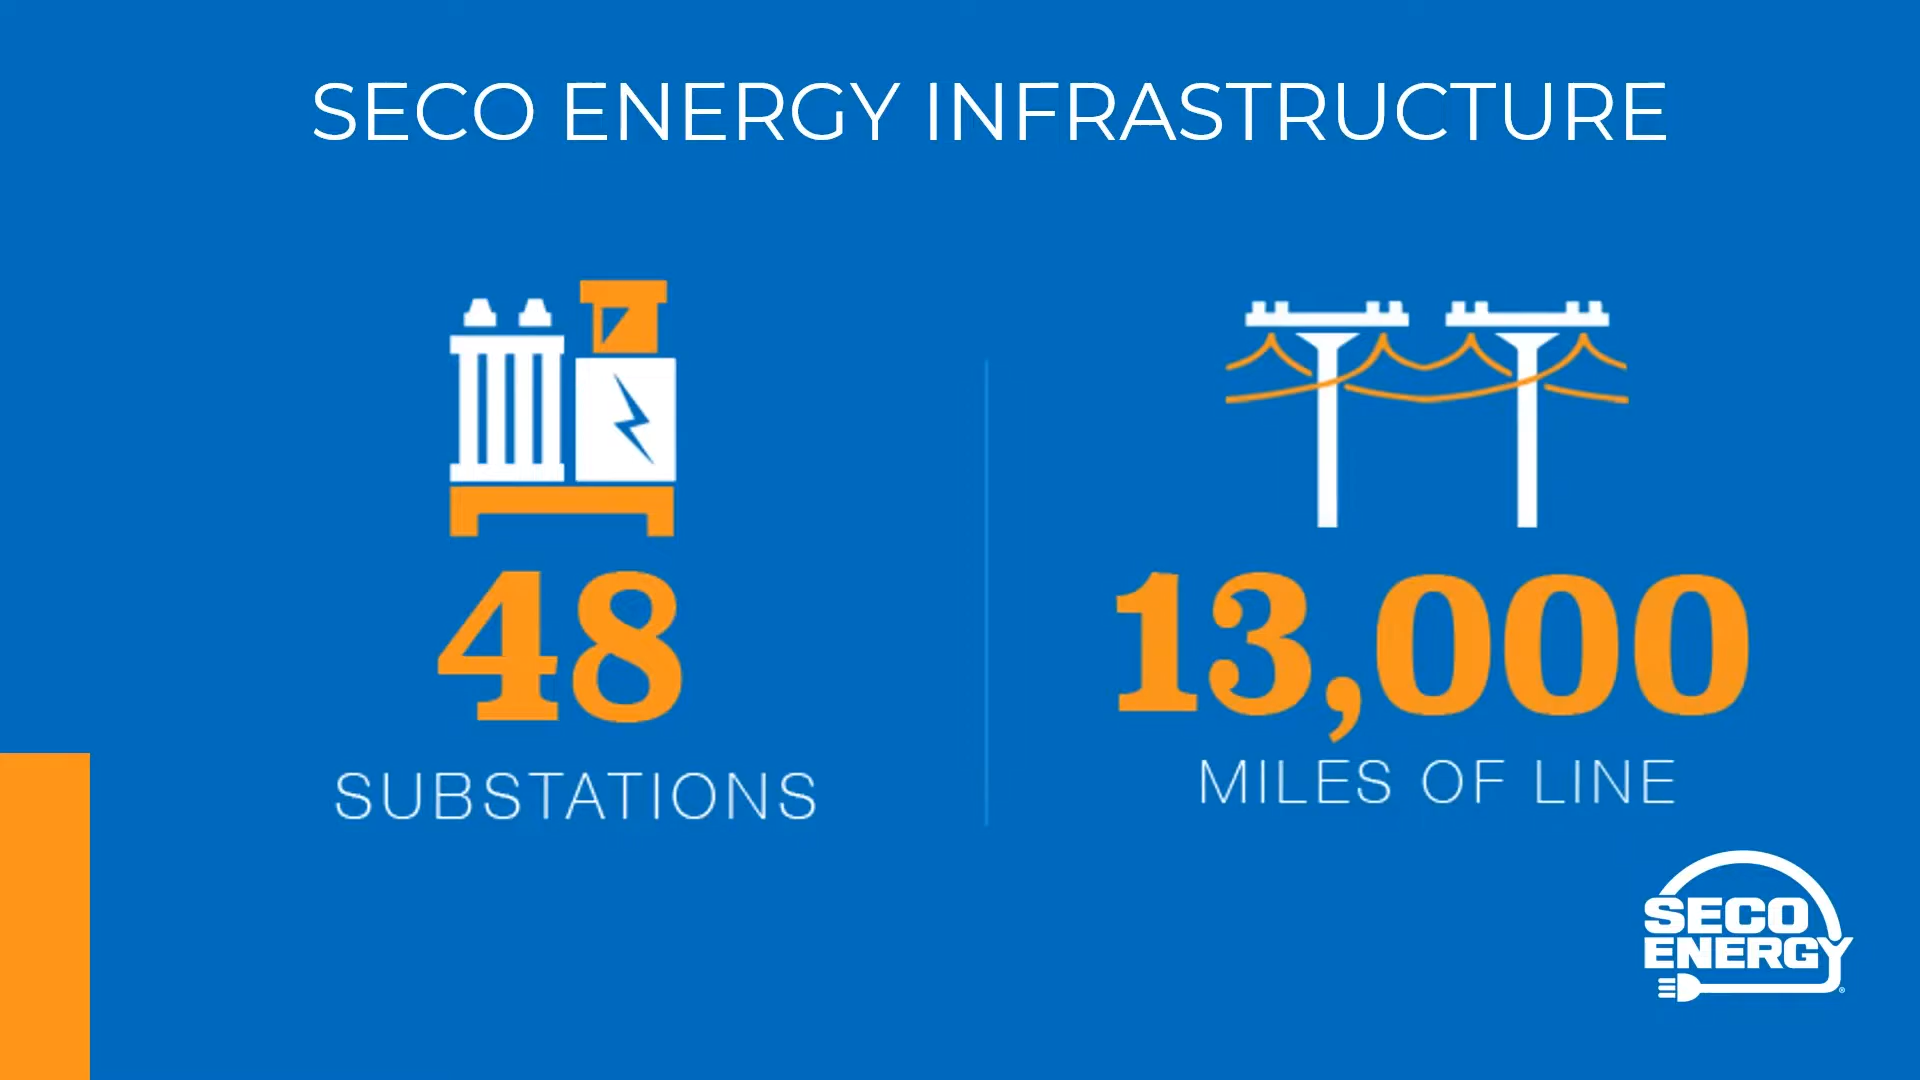 SECO ENERGY INFRASTRUCTURE
48
SUBSTATIONS
13,000
MILES OF LINE
SECO
ENERGY®